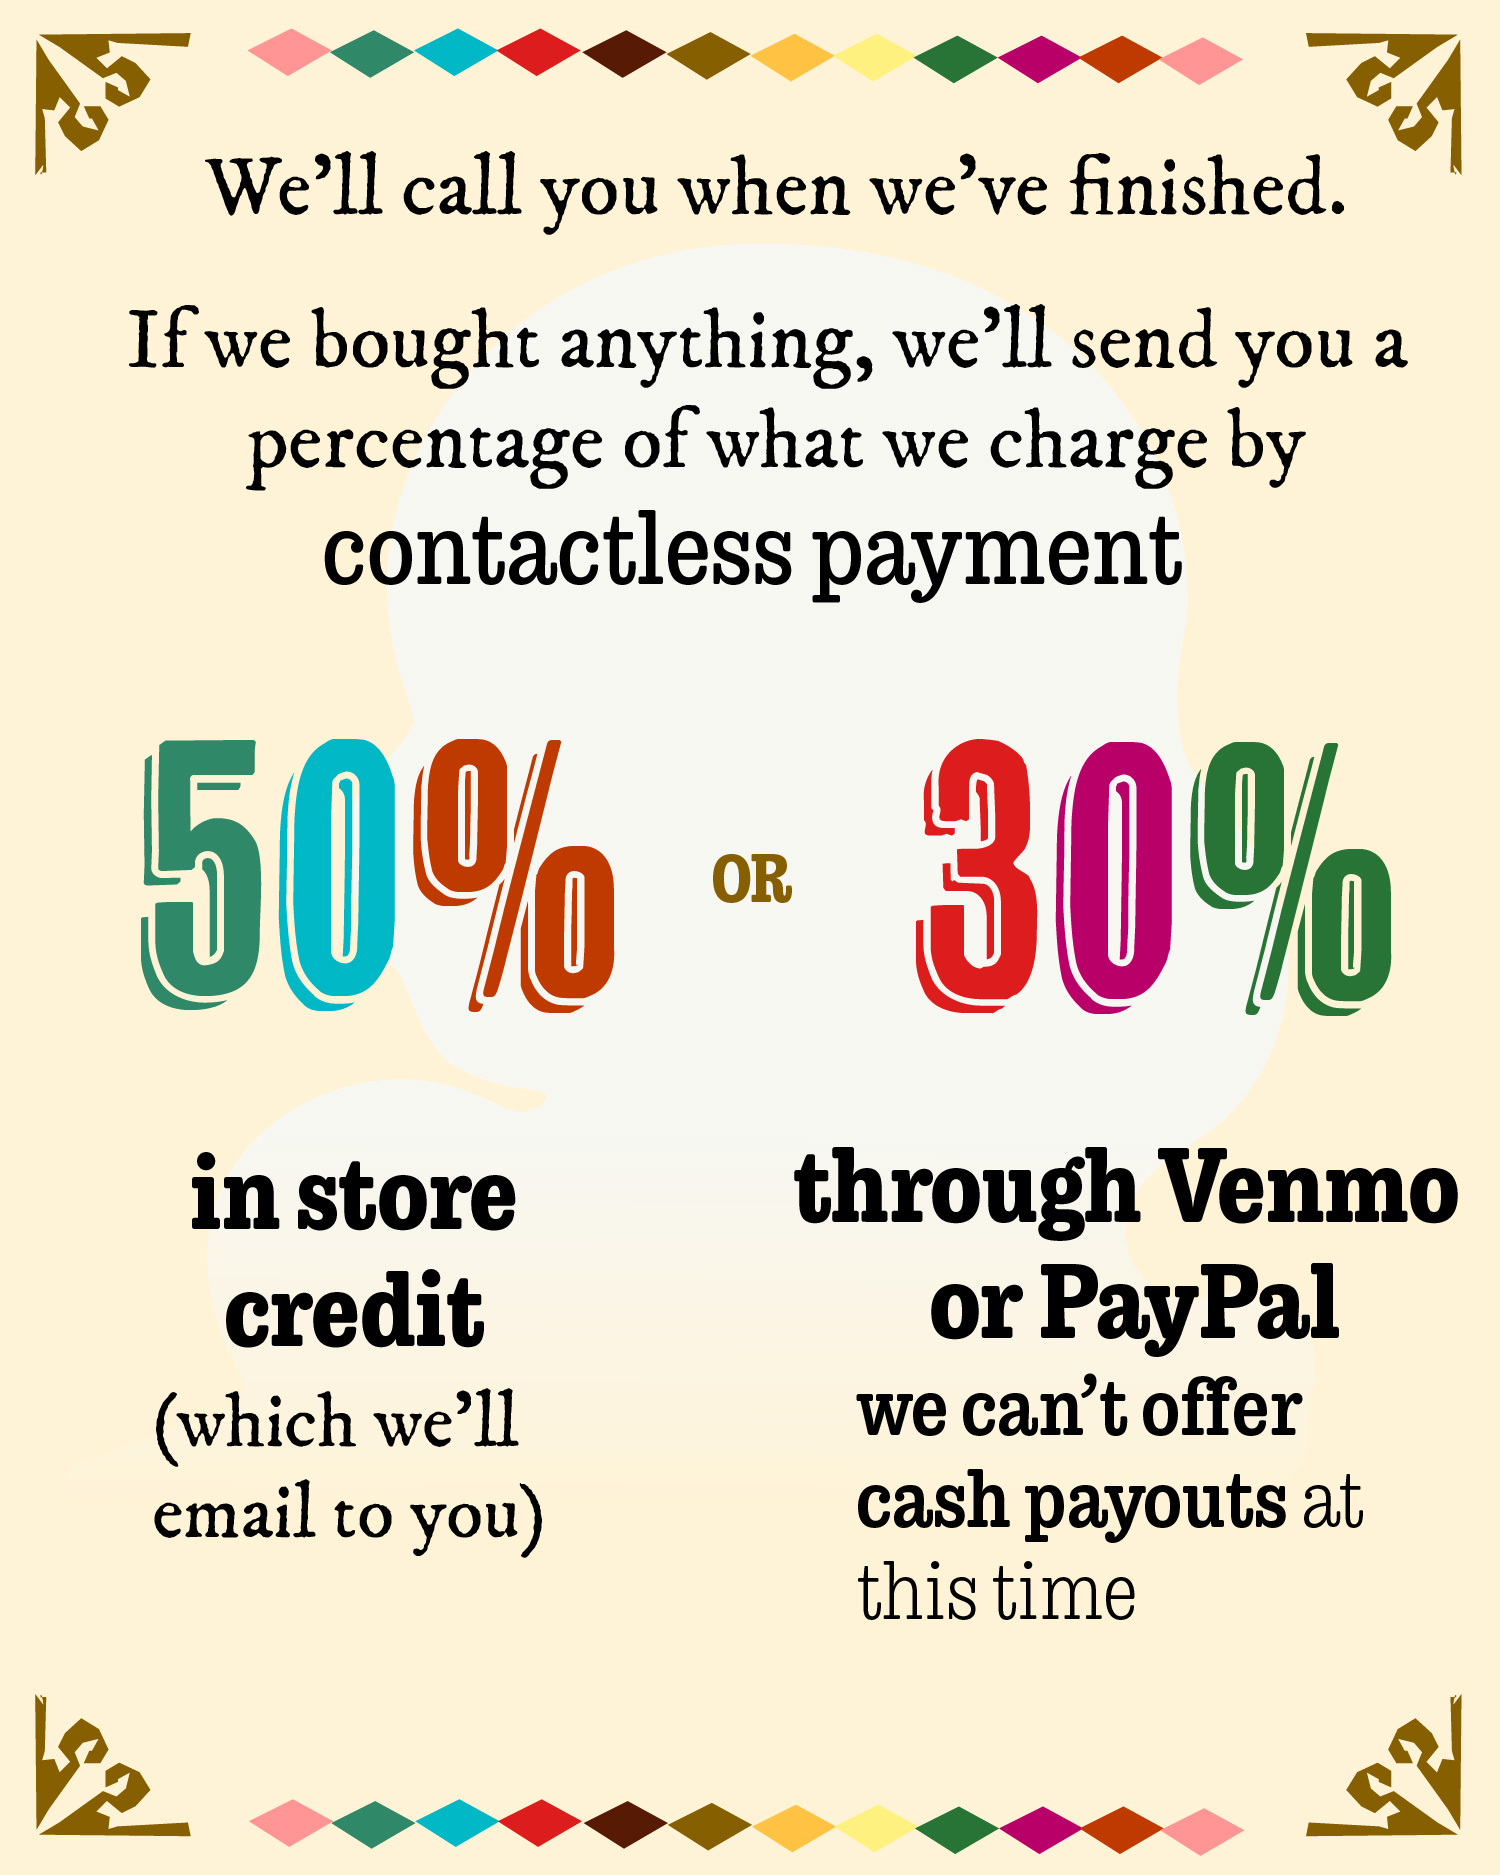 We’ll call you when we’ve finished.
If we bought anything, we’ll send you a
percentage of what we charge by
contactless payment
50% OR 30%
in store
credit
(which we’ll
email to you)
through Venmo
or PayPal
we can’t offer
cash payouts at
this time